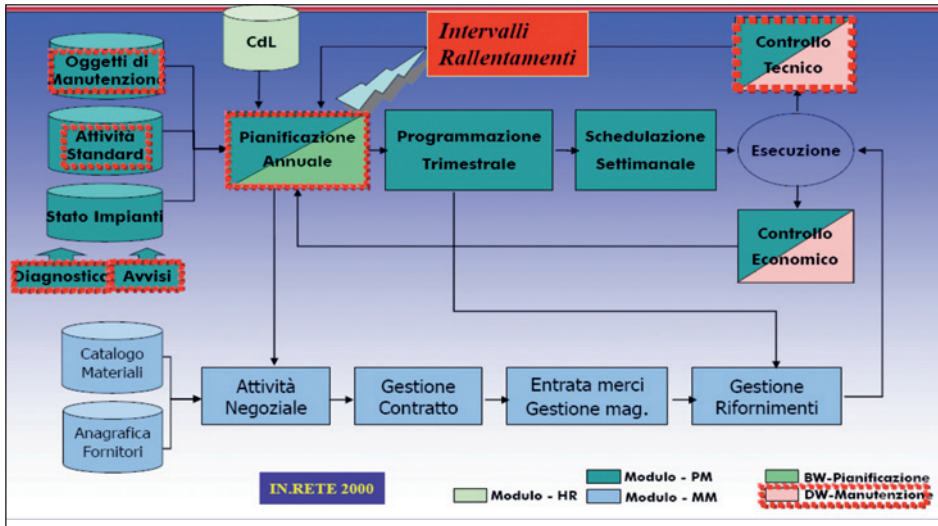 CdL
Intervalli
Rallentamenti
Controllo
Tecnico
Oggetti di
Manutenzione
Attività
Standard
Stato Impianti
Diagnostica
Avvisi
Pianificazione
Annuale
Programmazione
Trimestrale
Schedulazione
Settimanale
Esecuzione
Controllo
Economico
Catalogo
Materiali
Anagrafica
Fornitori
Attività
Negoziale
Gestione
Contratto
Entrata merci
Gestione mag.
Gestione
Rifornimenti
IN.RETE 2000
Modulo - HR
Modulo - PM
Modulo - MM
BW-Pianificazione
DW-Manutenzione